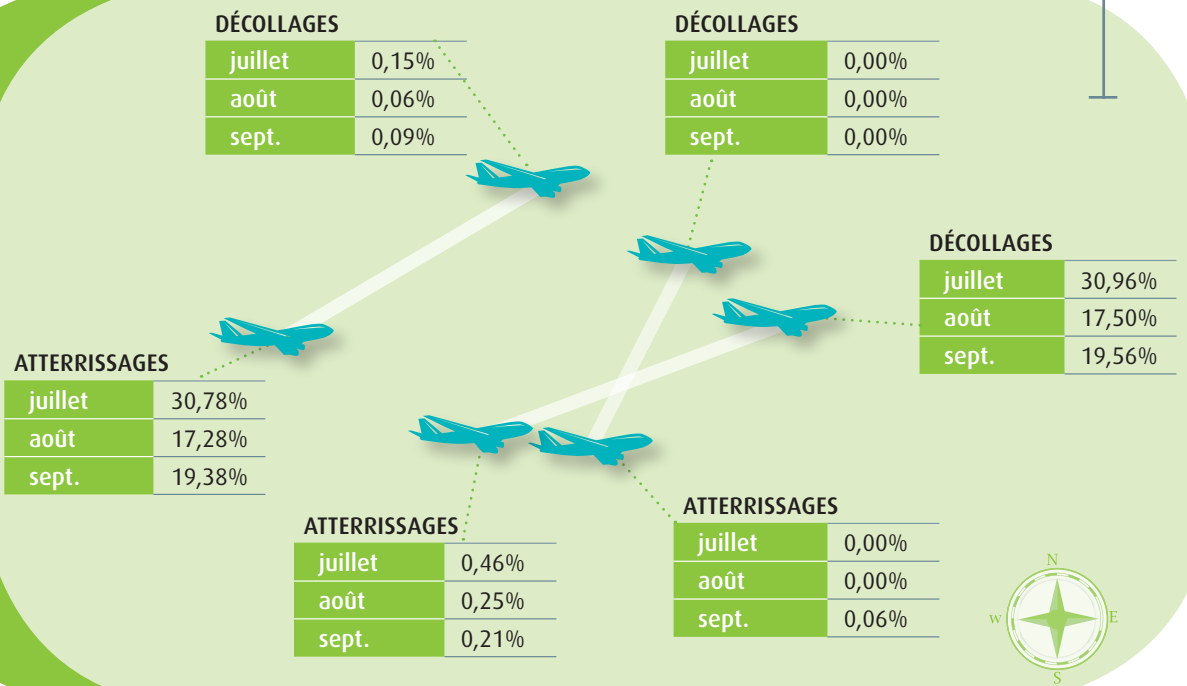 DÉCOLLAGES
juillet 0,15%
août 0,06%
sept. 0,09%
DÉCOLLAGES
juillet 0,00%
août 0,00%
sept. 0,00%
DÉCOLLAGES
juillet 30,96%
août 17,50%
sept. 19,56%
ATTERRISSAGES
juillet 30,78%
août 17,28%
sept. 19,38%
ATTERRISSAGES
juillet 0,46%
août 0,25%
sept. 0,21%
ATTERRISSAGES
juillet 0,00%
août 0,00%
sept. 0,06%
N
W E
S